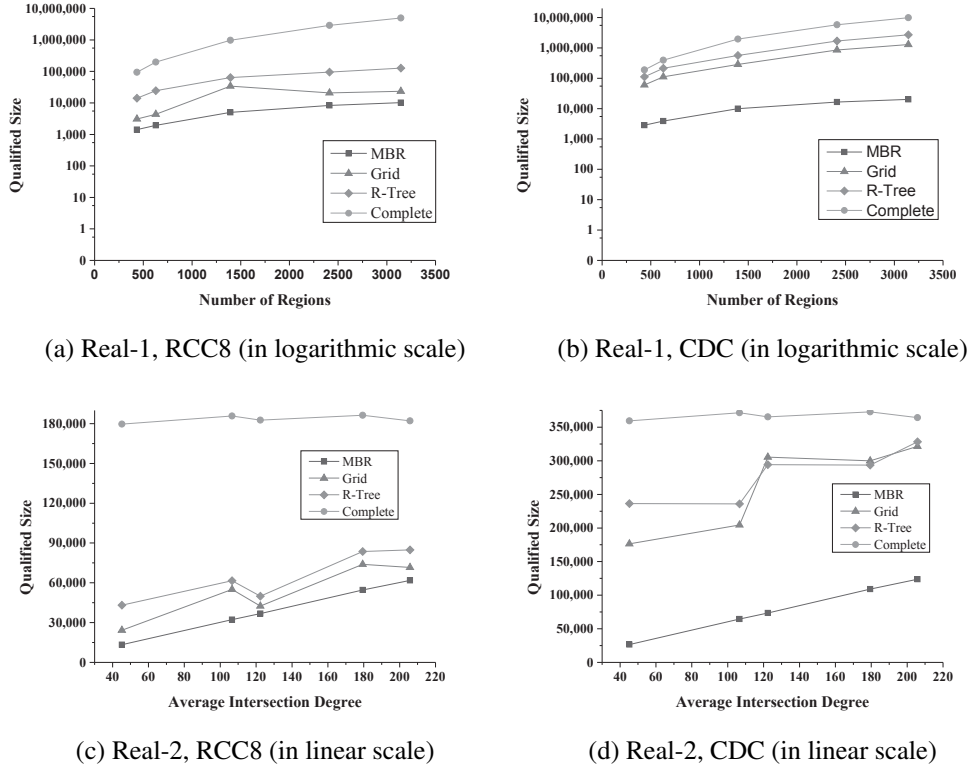 10,000,000
1,000,000
100,000
10,000
1,000
100
10
1
0
Qualified Size
MBR
Grid
R-Tree
Complete
0 500 1000 1500 2000 2500 3000 3500
Number of Regions
(a) Real-1, RCC8 (in logarithmic scale)
10,000,000
1,000,000
100,000
10,000
1,000
100
10
1
0
Qualified Size
MBR
Grid
R-Tree
Complete
0 500 1000 1500 2000 2500 3000 3500
Number of Regions
(b) Real-1, CDC (in logarithmic scale)
180,000
150,000
120,000
90,000
60,000
30,000
0
Qualified Size
MBR
Grid
R-Tree
Complete
40 60 80 100 120 140 160 180 200 220
Average Intersection Degree
(c) Real-2, RCC8 (in linear scale)
350,000
300,000
250,000
200,000
150,000
100,000
50,000
0
Qualified Size
MBR
Grid
R-Tree
Complete
40 60 80 100 120 140 160 180 200 220
Average Intersection Degree
(d) Real-2, CDC (in linear scale)